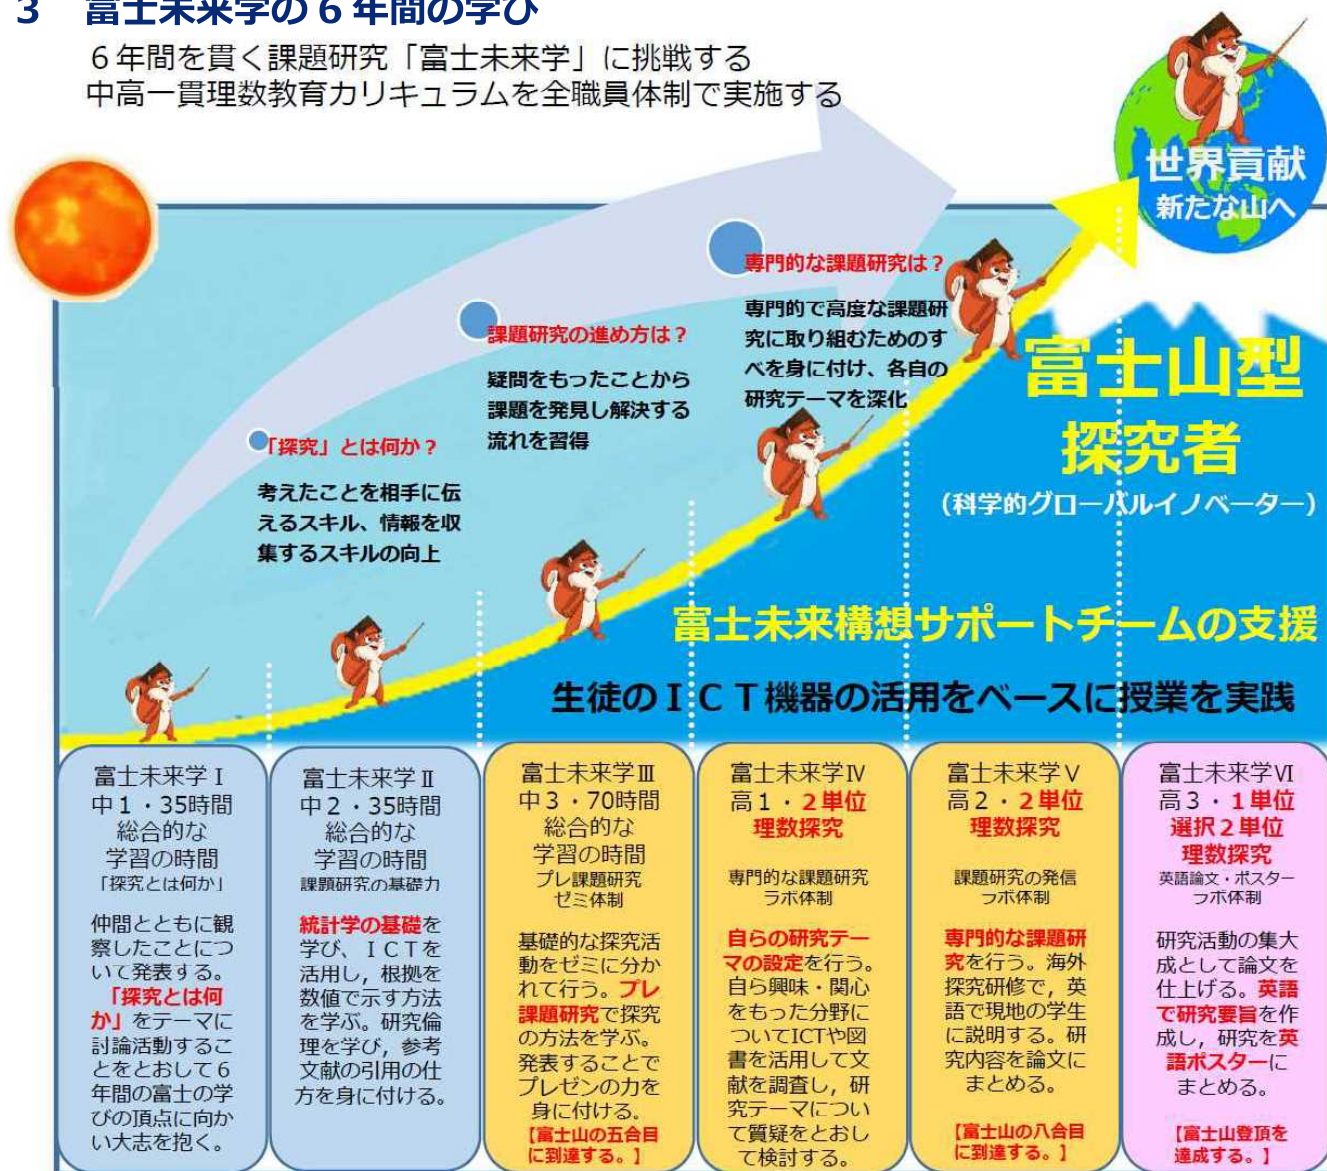 3　富士未来学の6年間の学び
6年間を貫く課題研究「富士未来学」に挑戦する
中高一貫理数教育カリキュラムを全職員体制で実施する
世界貢献
新たな山へ
専門的な課題研究は？
専門的で高度な課題研
究に取り組むためのす
べを身に付け、各自の
研究テーマを深化
課題研究の進め方は？
疑問をもったことから
課題を発見し解決する
流れを習得
「探究」とは何か？
考えたことを相手に伝
えるスキル、情報を収
集するスキルの向上
富士山型
探究者
（科学的グローバルイノベーター）
富士未来構想サポートチームの支援
生徒のＩＣＴ機器の活用をベースに授業を実践
富士未来学Ⅰ
中1・35時間
総合的な
学習の時間
「探究とは何か」
仲間とともに観
察したことにつ
いて発表する。
「探究とは何
か」をテーマに
討論活動するこ
とをとおして6
年間の富士の学
びの頂点に向か
い大志を抱く。
富士未来学Ⅱ
中2・35時間
総合的な
学習の時間
課題研究の基礎力
統計学の基礎を
学び、ＩＣＴを
活用し，根拠を
数値で示す方法
を学ぶ。研究倫
理を学び，参考
文献の引用の仕
方を身に付ける。
富士未来学Ⅲ
中3・70時間
総合的な
学習の時間
プレ課題研究
ゼミ体制
基礎的な探究活
動をゼミに分か
れて行う。プレ
課題研究で探究
の方法を学ぶ。
発表することで
プレゼンの力を
身に付ける。
【富士山の五合目
に到達する。】
富士未来学Ⅳ
高1・2単位
理数探究
専門的な課題研究
ラボ体制
自らの研究テー
マの設定を行う。
自ら興味・関心
をもった分野に
ついてICTや図
書を活用して文
献を調査し，研
究テーマについ
て質疑をとおし
て検討する。
富士未来学Ⅴ
高2・2単位
理数探究
課題研究の発信
ラボ体制
専門的な課題研
究を行う。海外
探究研修で，英
語で現地の学生
に説明する。研
究内容を論文に
まとめる。
【富士山の八合目
に到達する。】
富士未来学Ⅵ
高3・1単位
選択2単位
理数探究
英語論文・ポスター
ラボ体制
研究活動の集大
成として論文を
仕上げる。英語
で研究要旨を作
成し，研究を英
語ポスターに
まとめる。
【富士山登頂を
達成する。】